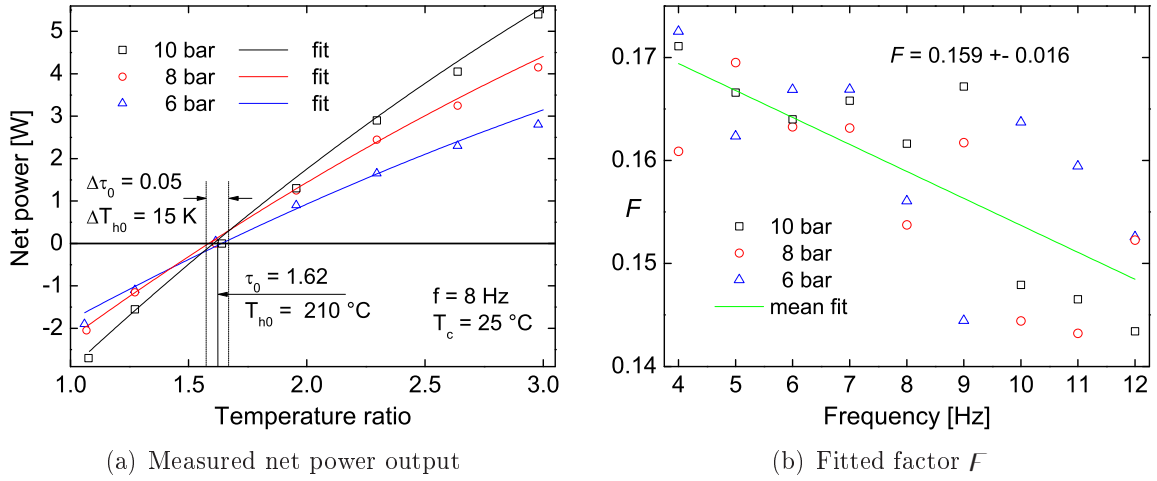 Net power [W]
5
4
3
2
1
0
-1
-2
10 bar fit
8 bar fit
6 bar fit
Δτ0 = 0.05
ΔTh0 = 15 K
τ0 = 1.62
Th0 = 210 °C
f = 8 Hz
Tc = 25 °C
1.0 1.5 2.0 2.5 3.0
Temperature ratio
(a) Measured net power output
F
0.17
0.16
0.15
0.14
F = 0.159 +- 0.016
10 bar
8 bar
6 bar
mean fit
4 5 6 7 8 9 10 11 12
Frequency [Hz]
(b) Fitted factor F